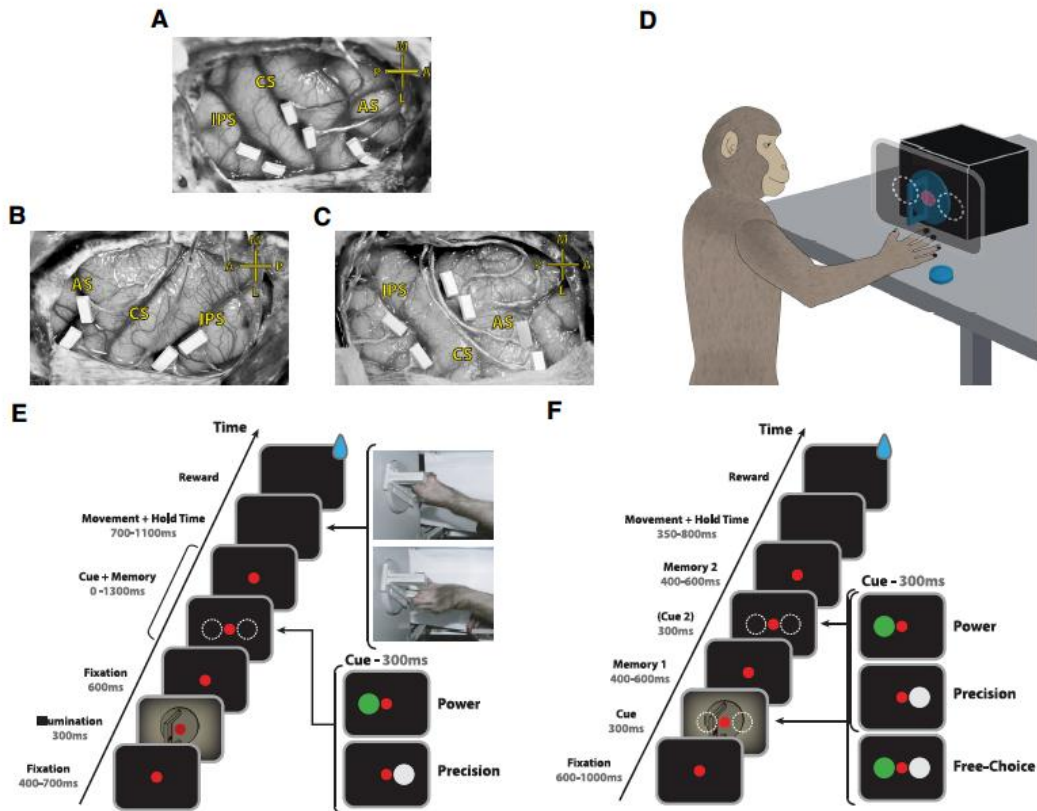 A
M
P
A
L
CS
AS
IPS
B
M
A
P
L
AS
CS
IPS
C
M
P
A
L
IPS
AS
CS
D
E
Time
Reward
Movement + Hold Time
700-1100ms
Cue + Memory
0 -1300ms
Fixation
600ms
umination
300ms
Fixation
400-700ms
Cue - 300ms
Power
Precision
F
Time
Reward
Movement + Hold Time
350-800ms
Memory 2
400-600ms
(Cue 2)
300ms
Memory 1
400-600ms
Cue
300ms
Fixation
600-1000ms
Cue - 300ms
Power
Precision
Free-Choice